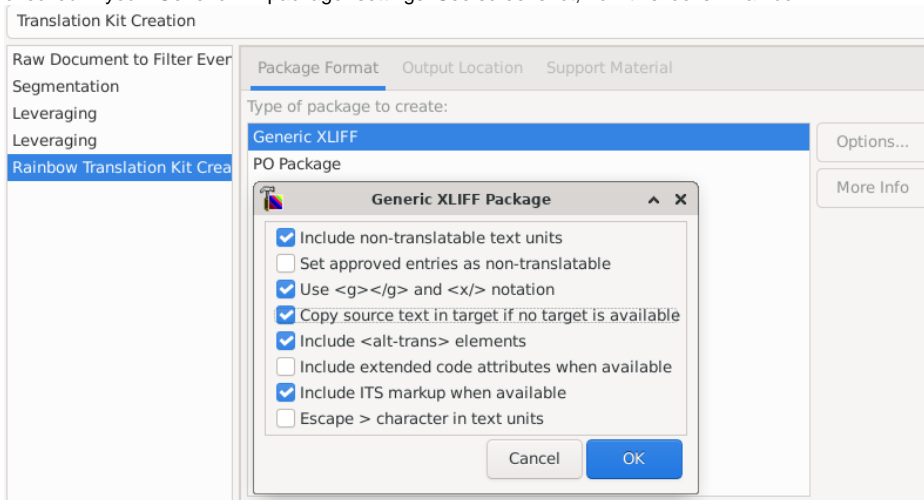 Translation Kit Creation
Raw Document to Filter Ever
Segmentation
Leveraging
Leveraging
Rainbow Translation Kit Crea
Package Format Output Location Support Material
Type of package to create:
Generic XLIFF
PO Package
Options...
More Info
Generic XLIFF Package
Include non-translatable text units
Set approved entries as non-translatable
Use <g></g> and <x/> notation
Copy source text in target if no target is available
Include <alt-trans> elements
Include extended code attributes when available
Include ITS markup when available
Escape > character in text units
Cancel OK